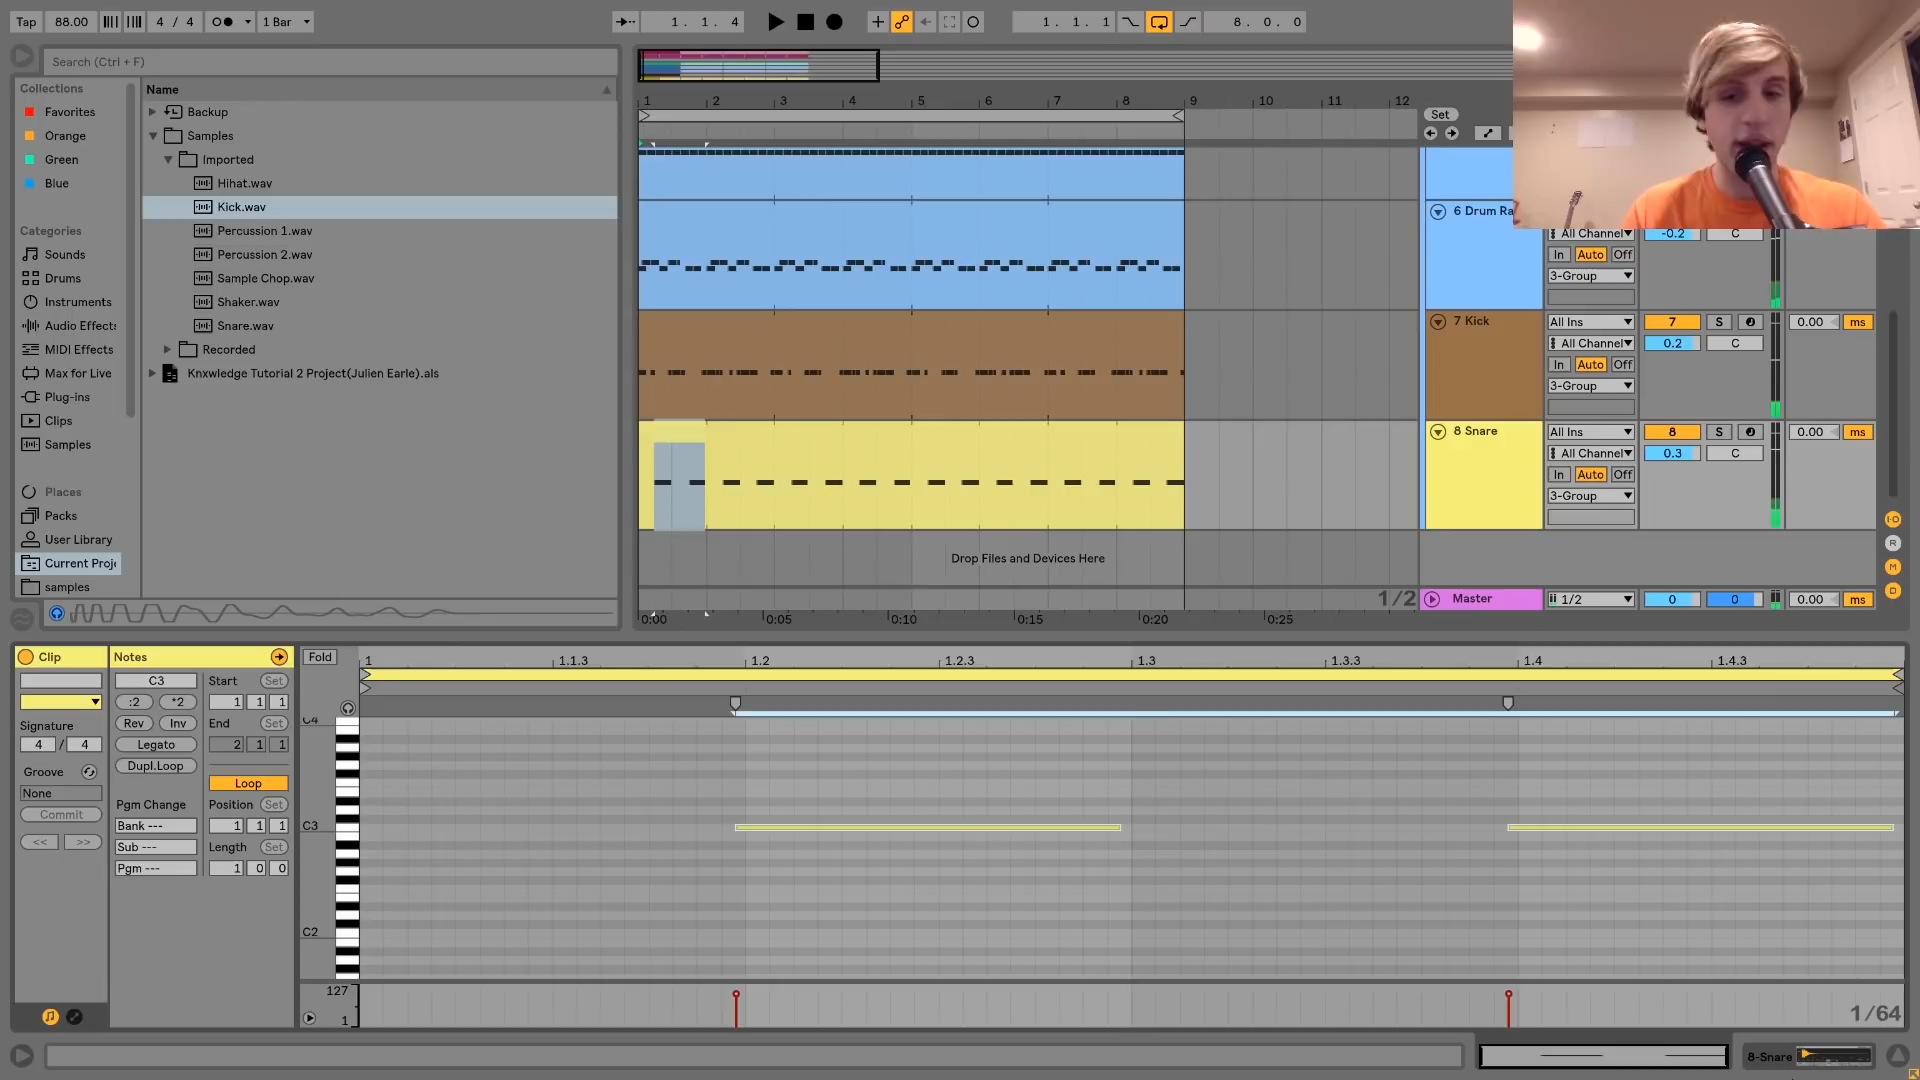 Tap 88.00 4 / 4 1 Bar 1. 1. 4 1. 1. 1 8. 0. 0
Search (Ctrl + F)
Collections
Favorites
Orange
Green
Blue
Categories
Sounds
Drums
Instruments
Audio Effects
MIDI Effects
Max for Live
Plug-ins
Clips
Samples
Places
Packs
User Library
Current Proj
samples
Name
Backup
Samples
Imported
Hihat.wav
Kick.wav
Percussion 1.wav
Percussion 2.wav
Sample Chop.wav
Shaker.wav
Snare.wav
Recorded
Knxwledge Tutorial 2 Project(Julien Earle).als
1 2 3 4 5 6 7 8 9 10 11 12
Set
6 Drum Ra
All Channel -0.2 C
In Auto Off
3-Group
7 Kick All Ins 7 S 0.00 ms
All Channel 0.2 C
In Auto Off
3-Group
8 Snare All Ins 8 S 0.00 ms
All Channel 0.3 C
In Auto Off
3-Group
Drop Files and Devices Here
1/2 Master 1/2 0 0 0.00 ms
0:00 0:05 0:10 0:15 0:20 0:25
I·O
R
M
D
Clip
Signature
4 / 4
Groove
None
Commit
<< >>
Notes
C3 Start Set
:2 *2 1 1 1
Rev Inv End Set
Legato 2 1 1
Dupl.Loop
Loop
Pgm Change Position Set
Bank --- 1 1 1
Sub --- Length Set
Pgm --- 1 0 0
Fold 1 1.1.3 1.2 1.2.3 1.3 1.3.3 1.4 1.4.3
C4
C3
C2
127
1
1/64
8-Snare